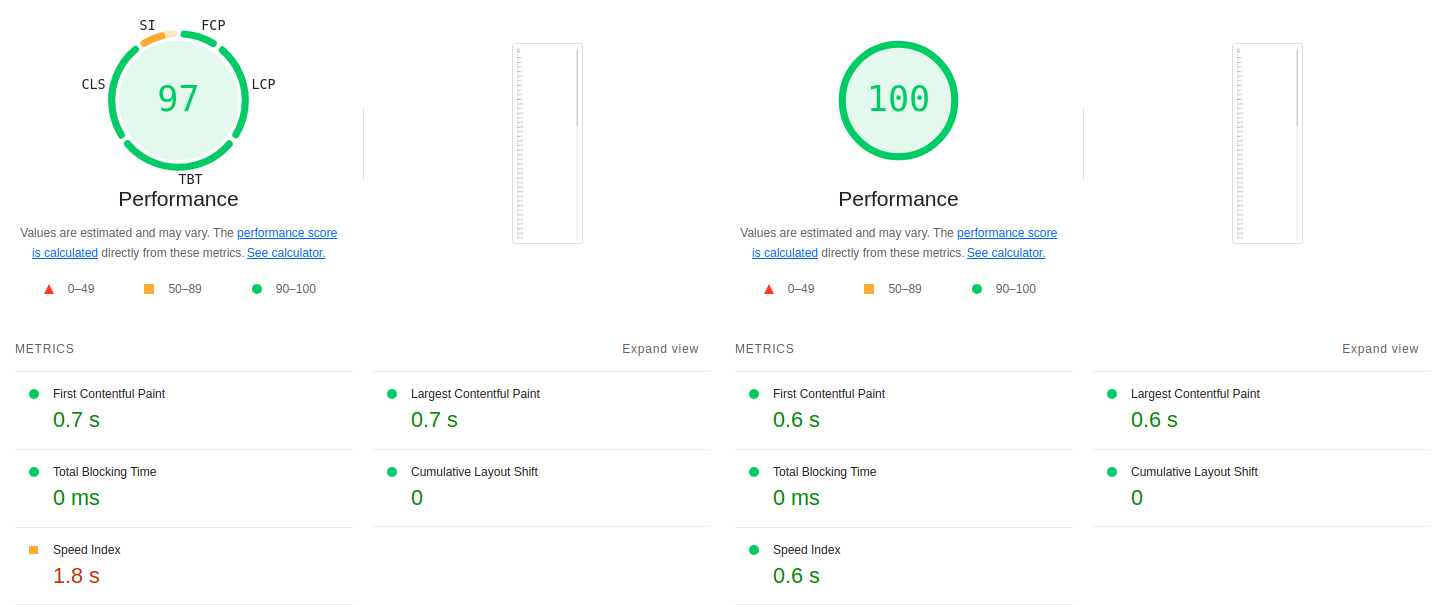 SI
FCP
CLS
LCP
97
TBT
Performance
Values are estimated and may vary. The performance score
is calculated directly from these metrics. See calculator.
0–49
50–89
90–100
METRICS
Expand view
First Contentful Paint
0.7 s
Largest Contentful Paint
0.7 s
Total Blocking Time
0 ms
Cumulative Layout Shift
0
Speed Index
1.8 s
100
Performance
Values are estimated and may vary. The performance score
is calculated directly from these metrics. See calculator.
0–49
50–89
90–100
METRICS
Expand view
First Contentful Paint
0.6 s
Largest Contentful Paint
0.6 s
Total Blocking Time
0 ms
Cumulative Layout Shift
0
Speed Index
0.6 s